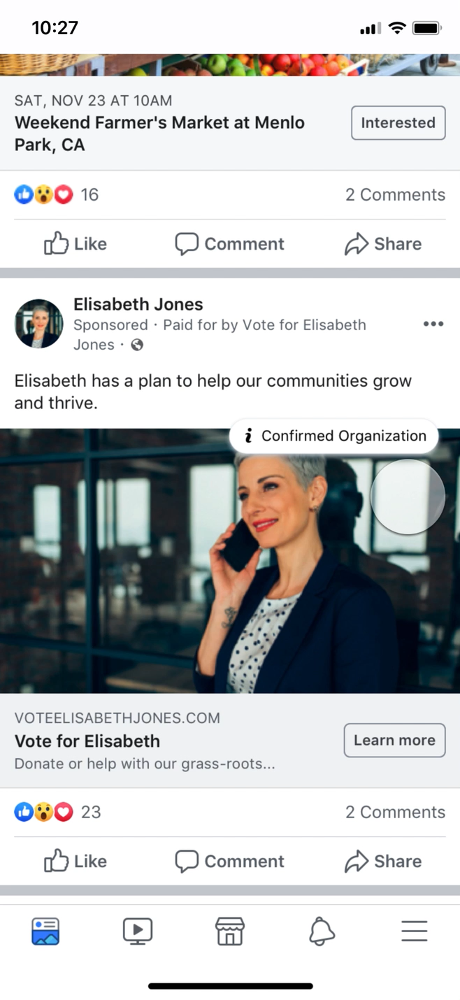 10:27
SAT, NOV 23 AT 10AM
Weekend Farmer's Market at Menlo
Park, CA
Interested
16
2 Comments
Like
Comment
Share
Elisabeth Jones
Sponsored · Paid for by Vote for Elisabeth
Jones ·
Elisabeth has a plan to help our communities grow
and thrive.
i Confirmed Organization
VOTEELISABETHJONES.COM
Vote for Elisabeth
Donate or help with our grass-roots...
Learn more
23
2 Comments
Like
Comment
Share